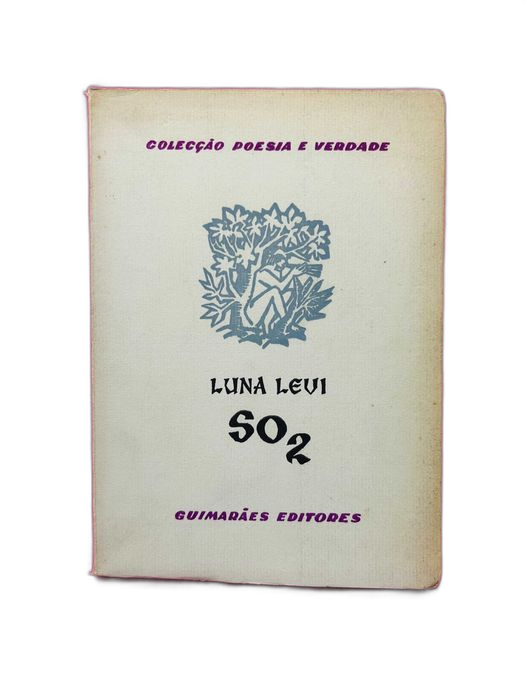 COLECÇÃO POESIA E VERDADE
LUNA LEVI
SO2
GUIMARÃES EDITORES